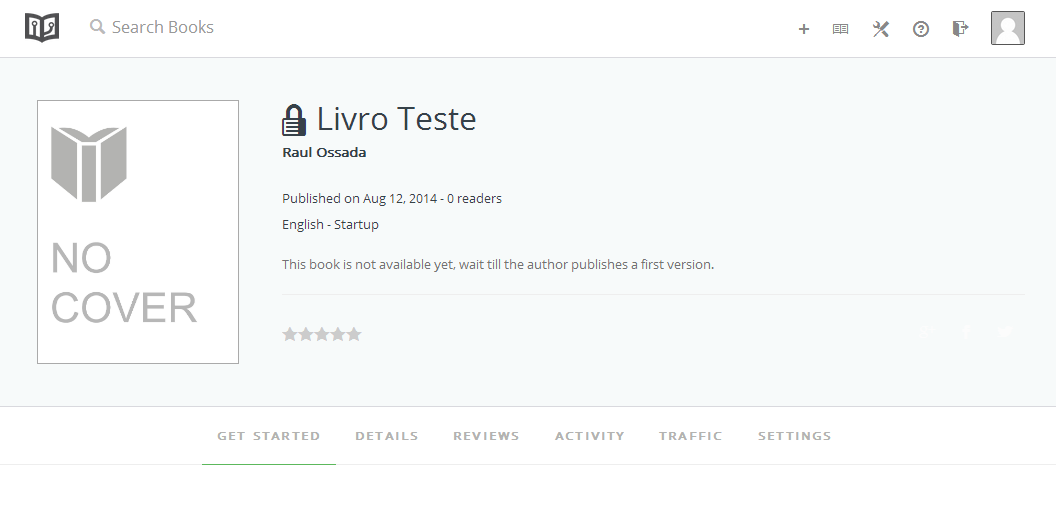 Search Books
NO
COVER
Livro Teste
Raul Ossada
Published on Aug 12, 2014 - 0 readers
English - Startup
This book is not available yet, wait till the author publishes a first version.
GET STARTED DETAILS REVIEWS ACTIVITY TRAFFIC SETTINGS